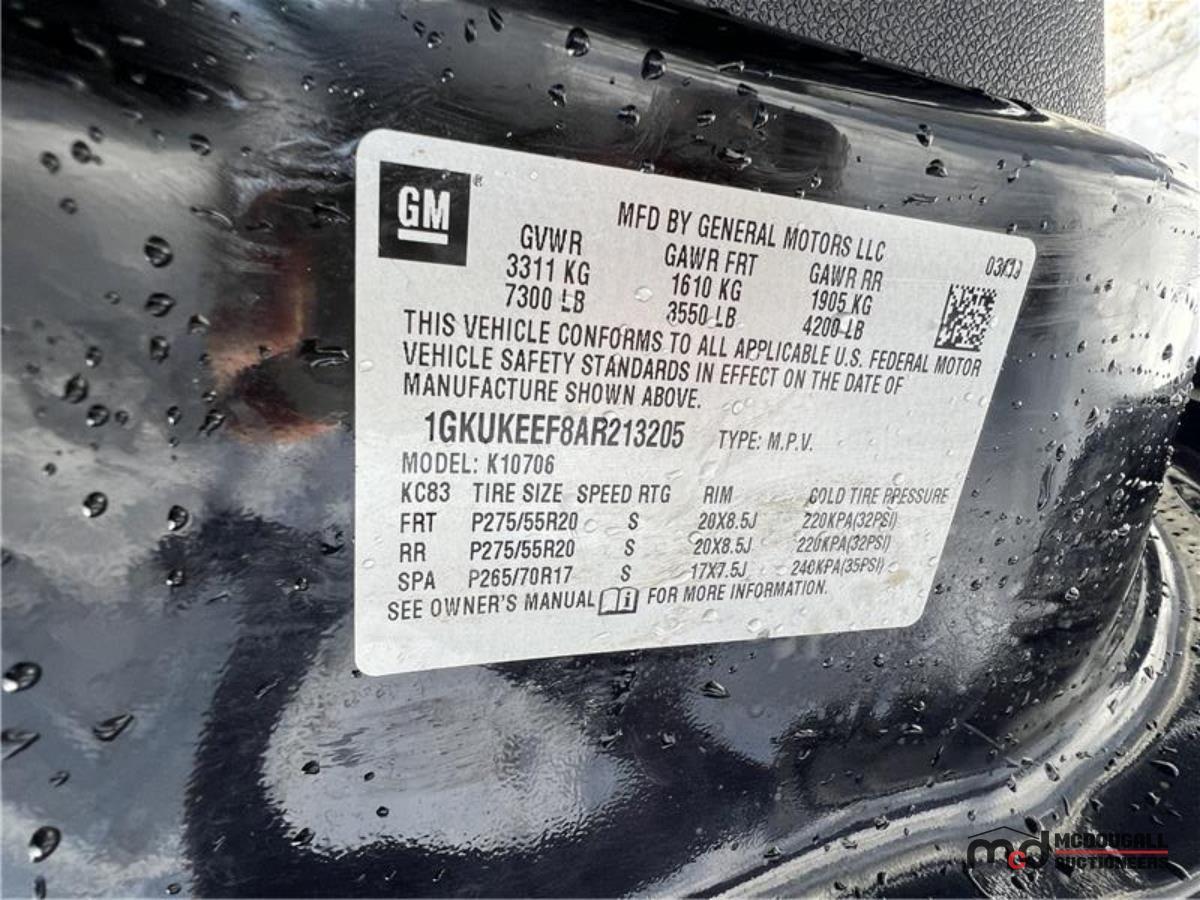 GM
MFD BY GENERAL MOTORS LLC
GVWR GAWR FRT GAWR RR
3311 KG 1610 KG 1905 KG
7300 LB 3550 LB 4200 LB
THIS VEHICLE CONFORMS TO ALL APPLICABLE U.S. FEDERAL MOTOR
VEHICLE SAFETY STANDARDS IN EFFECT ON THE DATE OF
MANUFACTURE SHOWN ABOVE.
1GKUKEEF8AR213205 TYPE: M.P.V.
MODEL: K10706
KC83 TIRE SIZE SPEED RTG RIM COLD TIRE PRESSURE
FRT P275/55R20 S 20X8.5J 220KPA(32PSI)
RR P275/55R20 S 20X8.5J 220KPA(32PSI)
SPA P265/70R17 S 17X7.5J 240KPA(35PSI)
SEE OWNER'S MANUAL FOR MORE INFORMATION.
mcd MCDOUGALL
AUCTIONEERS